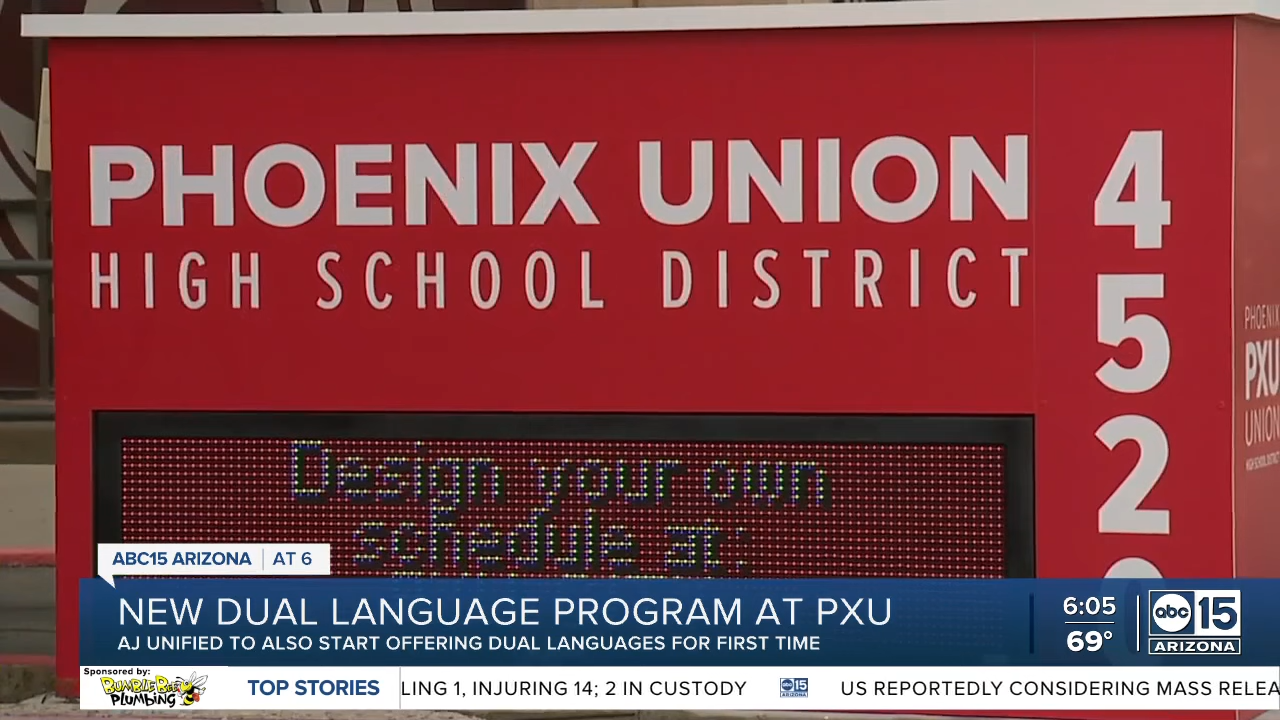 PHOENIX UNION
HIGH SCHOOL DISTRICT
4
5
2
PHOENIX
PXU
UNION
Design your own
schedule at:
ABC15 ARIZONA AT 6
NEW DUAL LANGUAGE PROGRAM AT PXU
AJ UNIFIED TO ALSO START OFFERING DUAL LANGUAGES FOR FIRST TIME
6:05
69°
abc 15
ARIZONA
Sponsored by:
BUMBLE BEE
PLUMBING
TOP STORIES
LING 1, INJURING 14; 2 IN CUSTODY
abc 15
ARIZONA
US REPORTEDLY CONSIDERING MASS RELEA